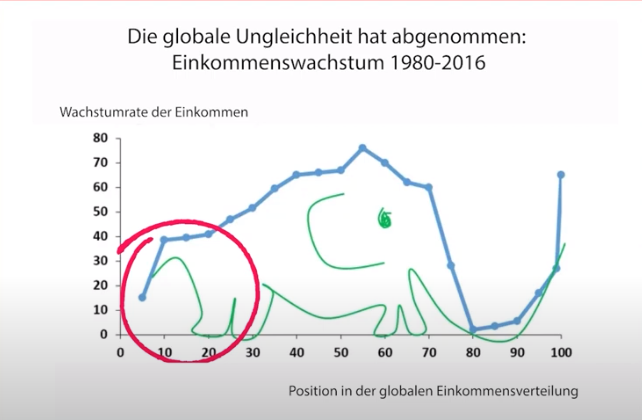 Die globale Ungleichheit hat abgenommen:
Einkommenswachstum 1980-2016
Wachstumrate der Einkommen
80
70
60
50
40
30
20
10
0
0 10 20 30 40 50 60 70 80 90 100
Position in der globalen Einkommensverteilung